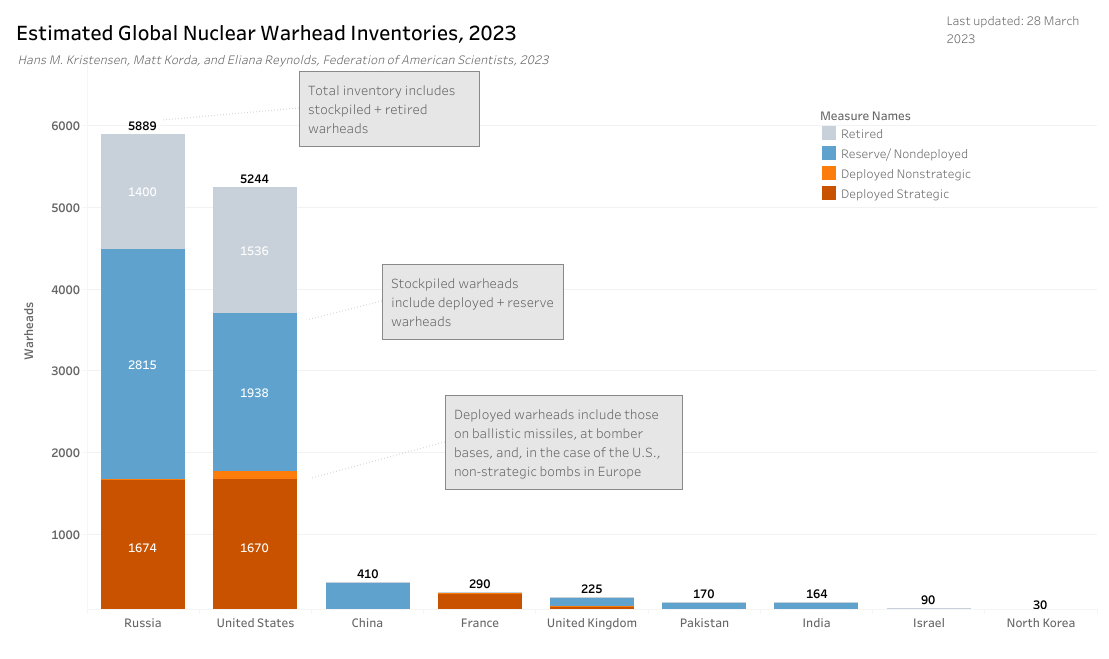 Estimated Global Nuclear Warhead Inventories, 2023
Last updated: 28 March
2023
Hans M. Kristensen, Matt Korda, and Eliana Reynolds, Federation of American Scientists, 2023
Total inventory includes
stockpiled + retired
warheads
Measure Names
Retired
Reserve/ Nondeployed
Deployed Nonstrategic
Deployed Strategic
Stockpiled warheads
include deployed + reserve
warheads
Deployed warheads include those
on ballistic missiles, at bomber
bases, and, in the case of the U.S.,
non-strategic bombs in Europe
Warheads
6000
5000
4000
3000
2000
1000
5889
1400
2815
1674
5244
1536
1938
1670
410
290
225
170
164
90
30
Russia
United States
China
France
United Kingdom
Pakistan
India
Israel
North Korea